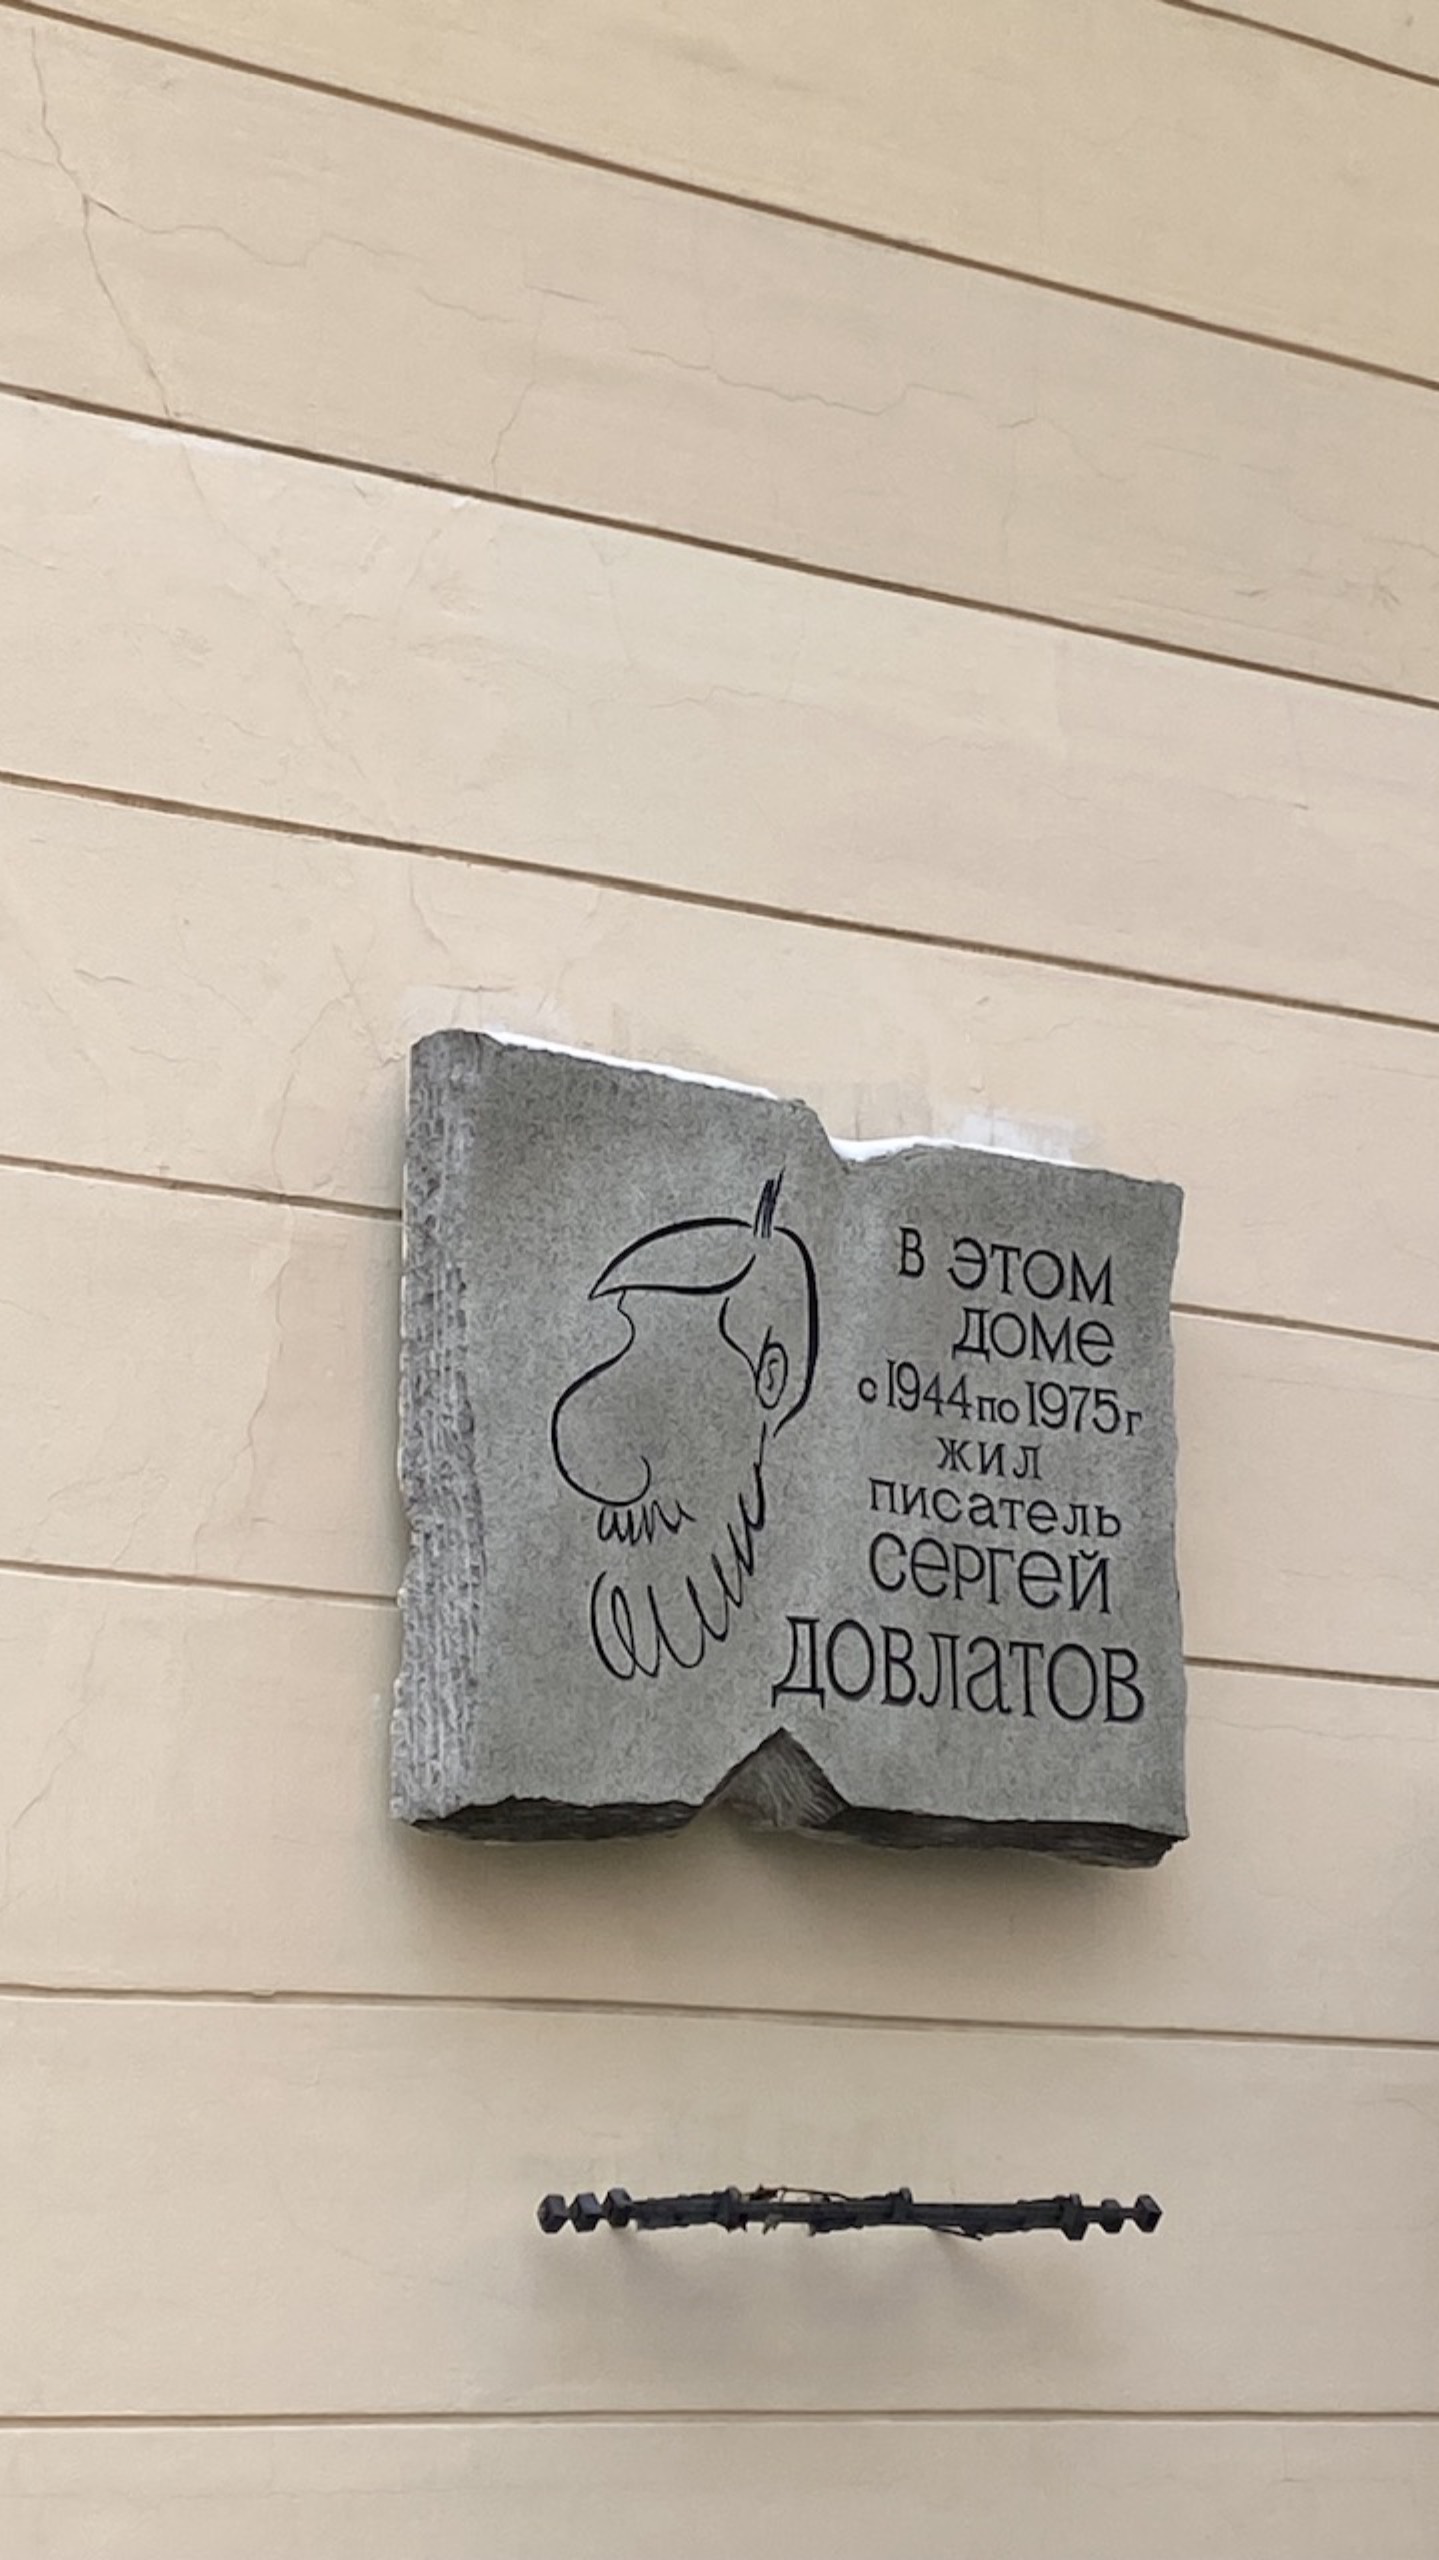 В ЭТОМ
ДОМе
с 1944 по 1975 г
жил
писатель
СеРГей
ДОВЛаТОВ